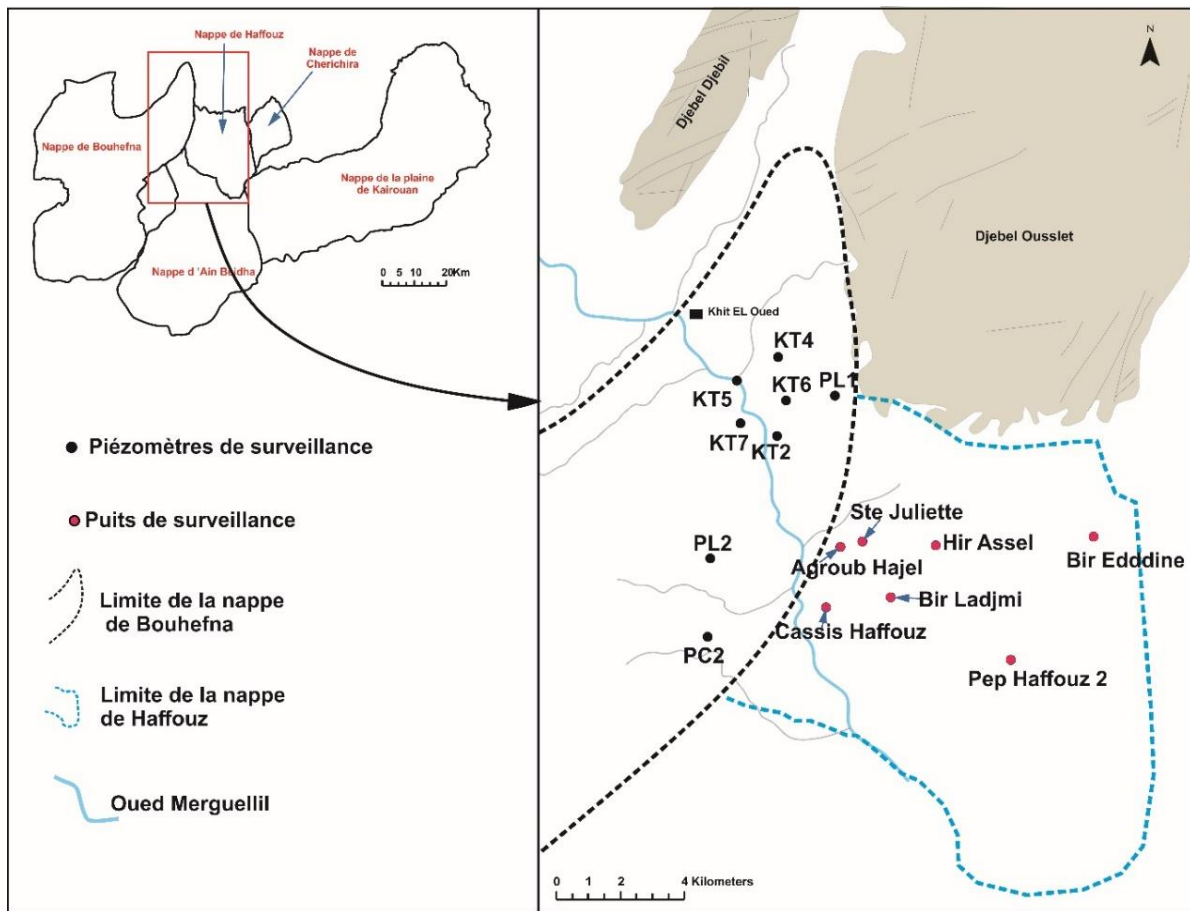 Nappe de Haffouz
Nappe de
Cherichira
Nappe de Bouhefna
Nappe de la plaine
de Kairouan
Nappe d 'Ain Beidha
0 5 10 20Km
Piézomètres de surveillance
Puits de surveillance
Limite de la nappe
de Bouhefna
Limite de la nappe
de Haffouz
Oued Merguellil
N
Djebel Djebil
Djebel Ousslet
Khit EL Oued
KT4
KT6
PL1
KT5
KT7
KT2
Ste Juliette
Hir Assel
Bir Edddine
Agroub Hajel
PL2
Bir Ladjmi
Cassis Haffouz
PC2
Pep Haffouz 2
0 1 2 4 Kilometers